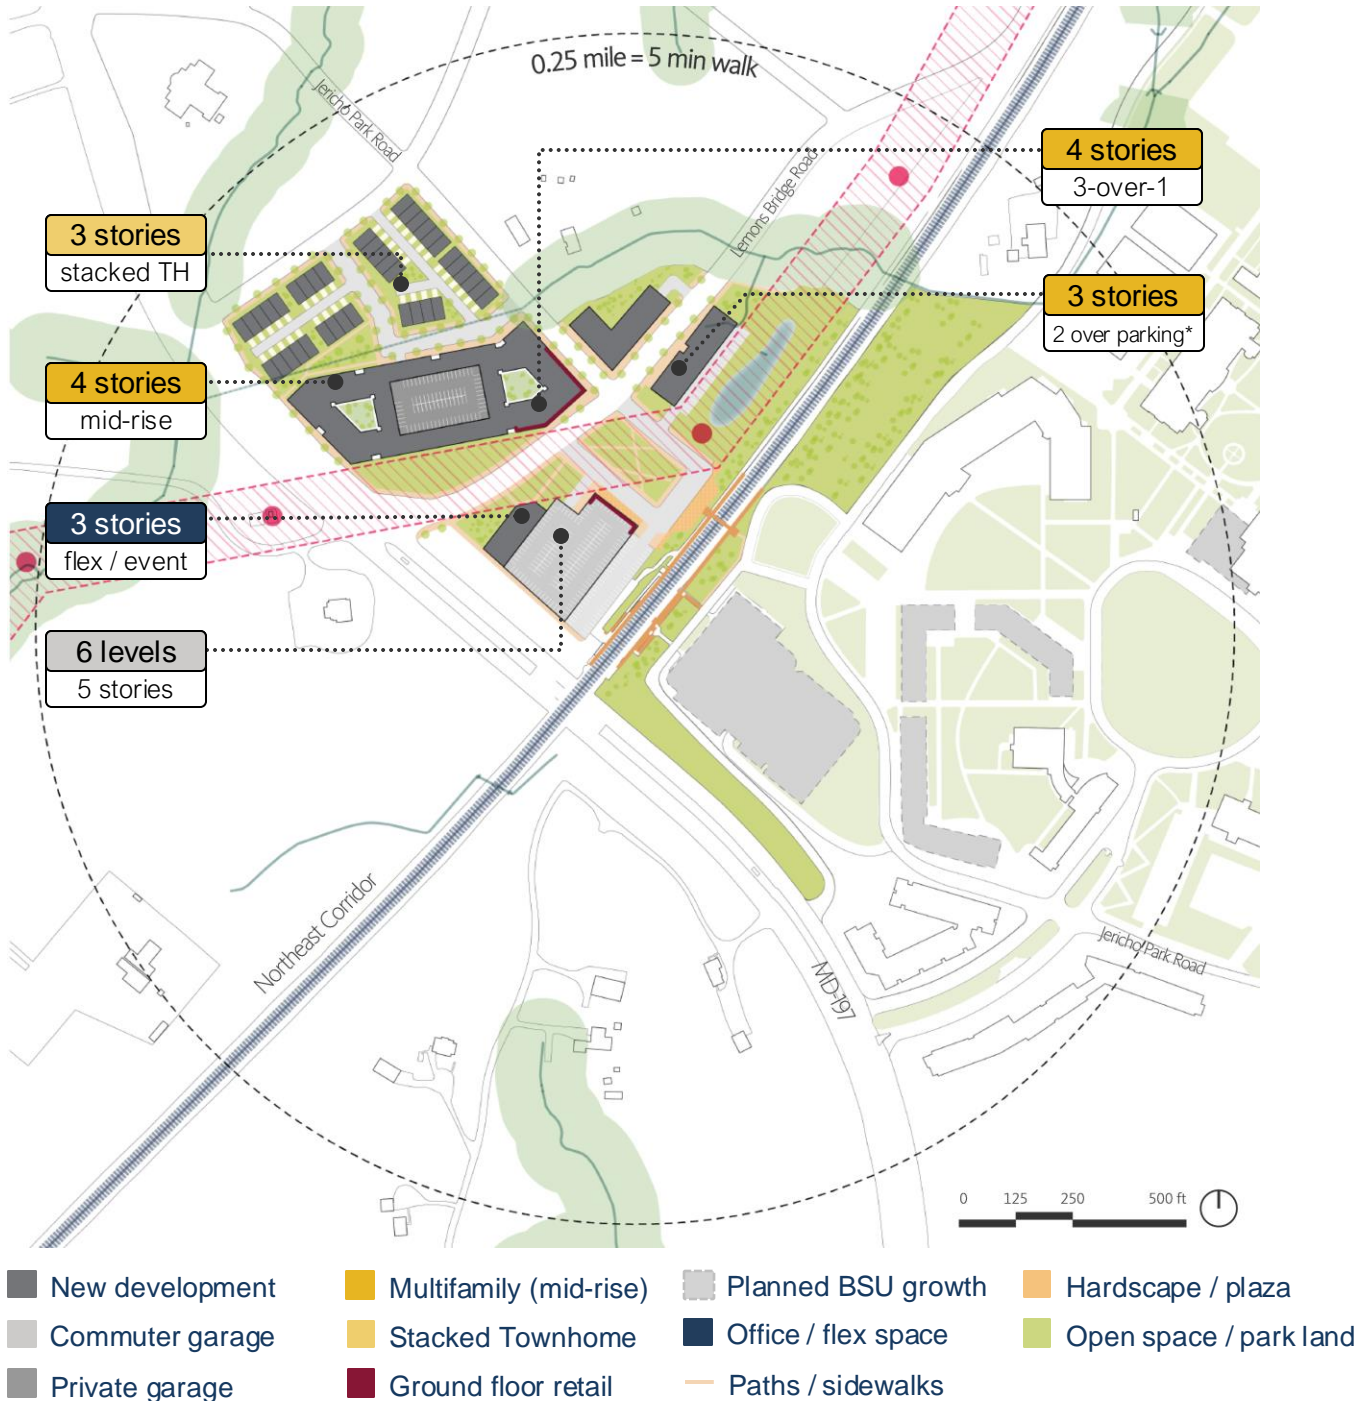 0.25 mile = 5 min walk
Jericho Park Road
Lemons Bridge Road
4 stories
3-over-1
3 stories
stacked TH
3 stories
2 over parking*
4 stories
mid-rise
3 stories
flex / event
6 levels
5 stories
Northeast Corridor
MD-197
Jericho Park Road
0 125 250 500 ft
New development
Multifamily (mid-rise)
Planned BSU growth
Hardscape / plaza
Commuter garage
Stacked Townhome
Office / flex space
Open space / park land
Private garage
Ground floor retail
Paths / sidewalks